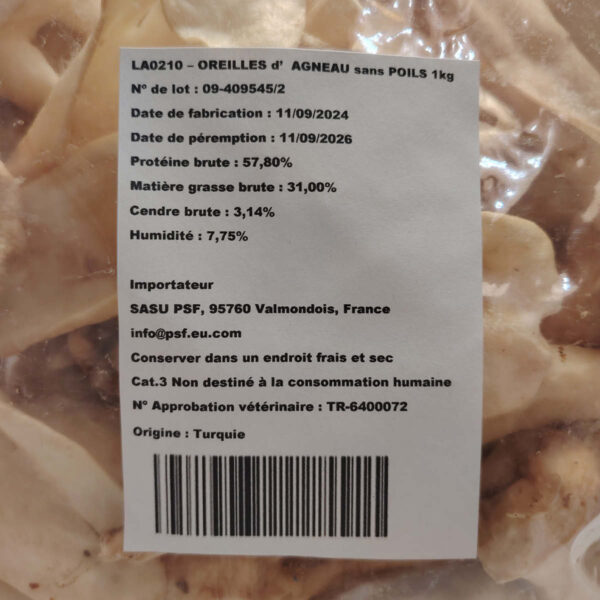 LA0210 – OREILLES d' AGNEAU sans POILS 1kg
N° de lot : 09-409545/2
Date de fabrication : 11/09/2024
Date de péremption : 11/09/2026
Protéine brute : 57,80%
Matière grasse brute : 31,00%
Cendre brute : 3,14%
Humidité : 7,75%
Importateur
SASU PSF, 95760 Valmondois, France
info@psf.eu.com
Conserver dans un endroit frais et sec
Cat.3 Non destiné à la consommation humaine
N° Approbation vétérinaire : TR-6400072
Origine : Turquie